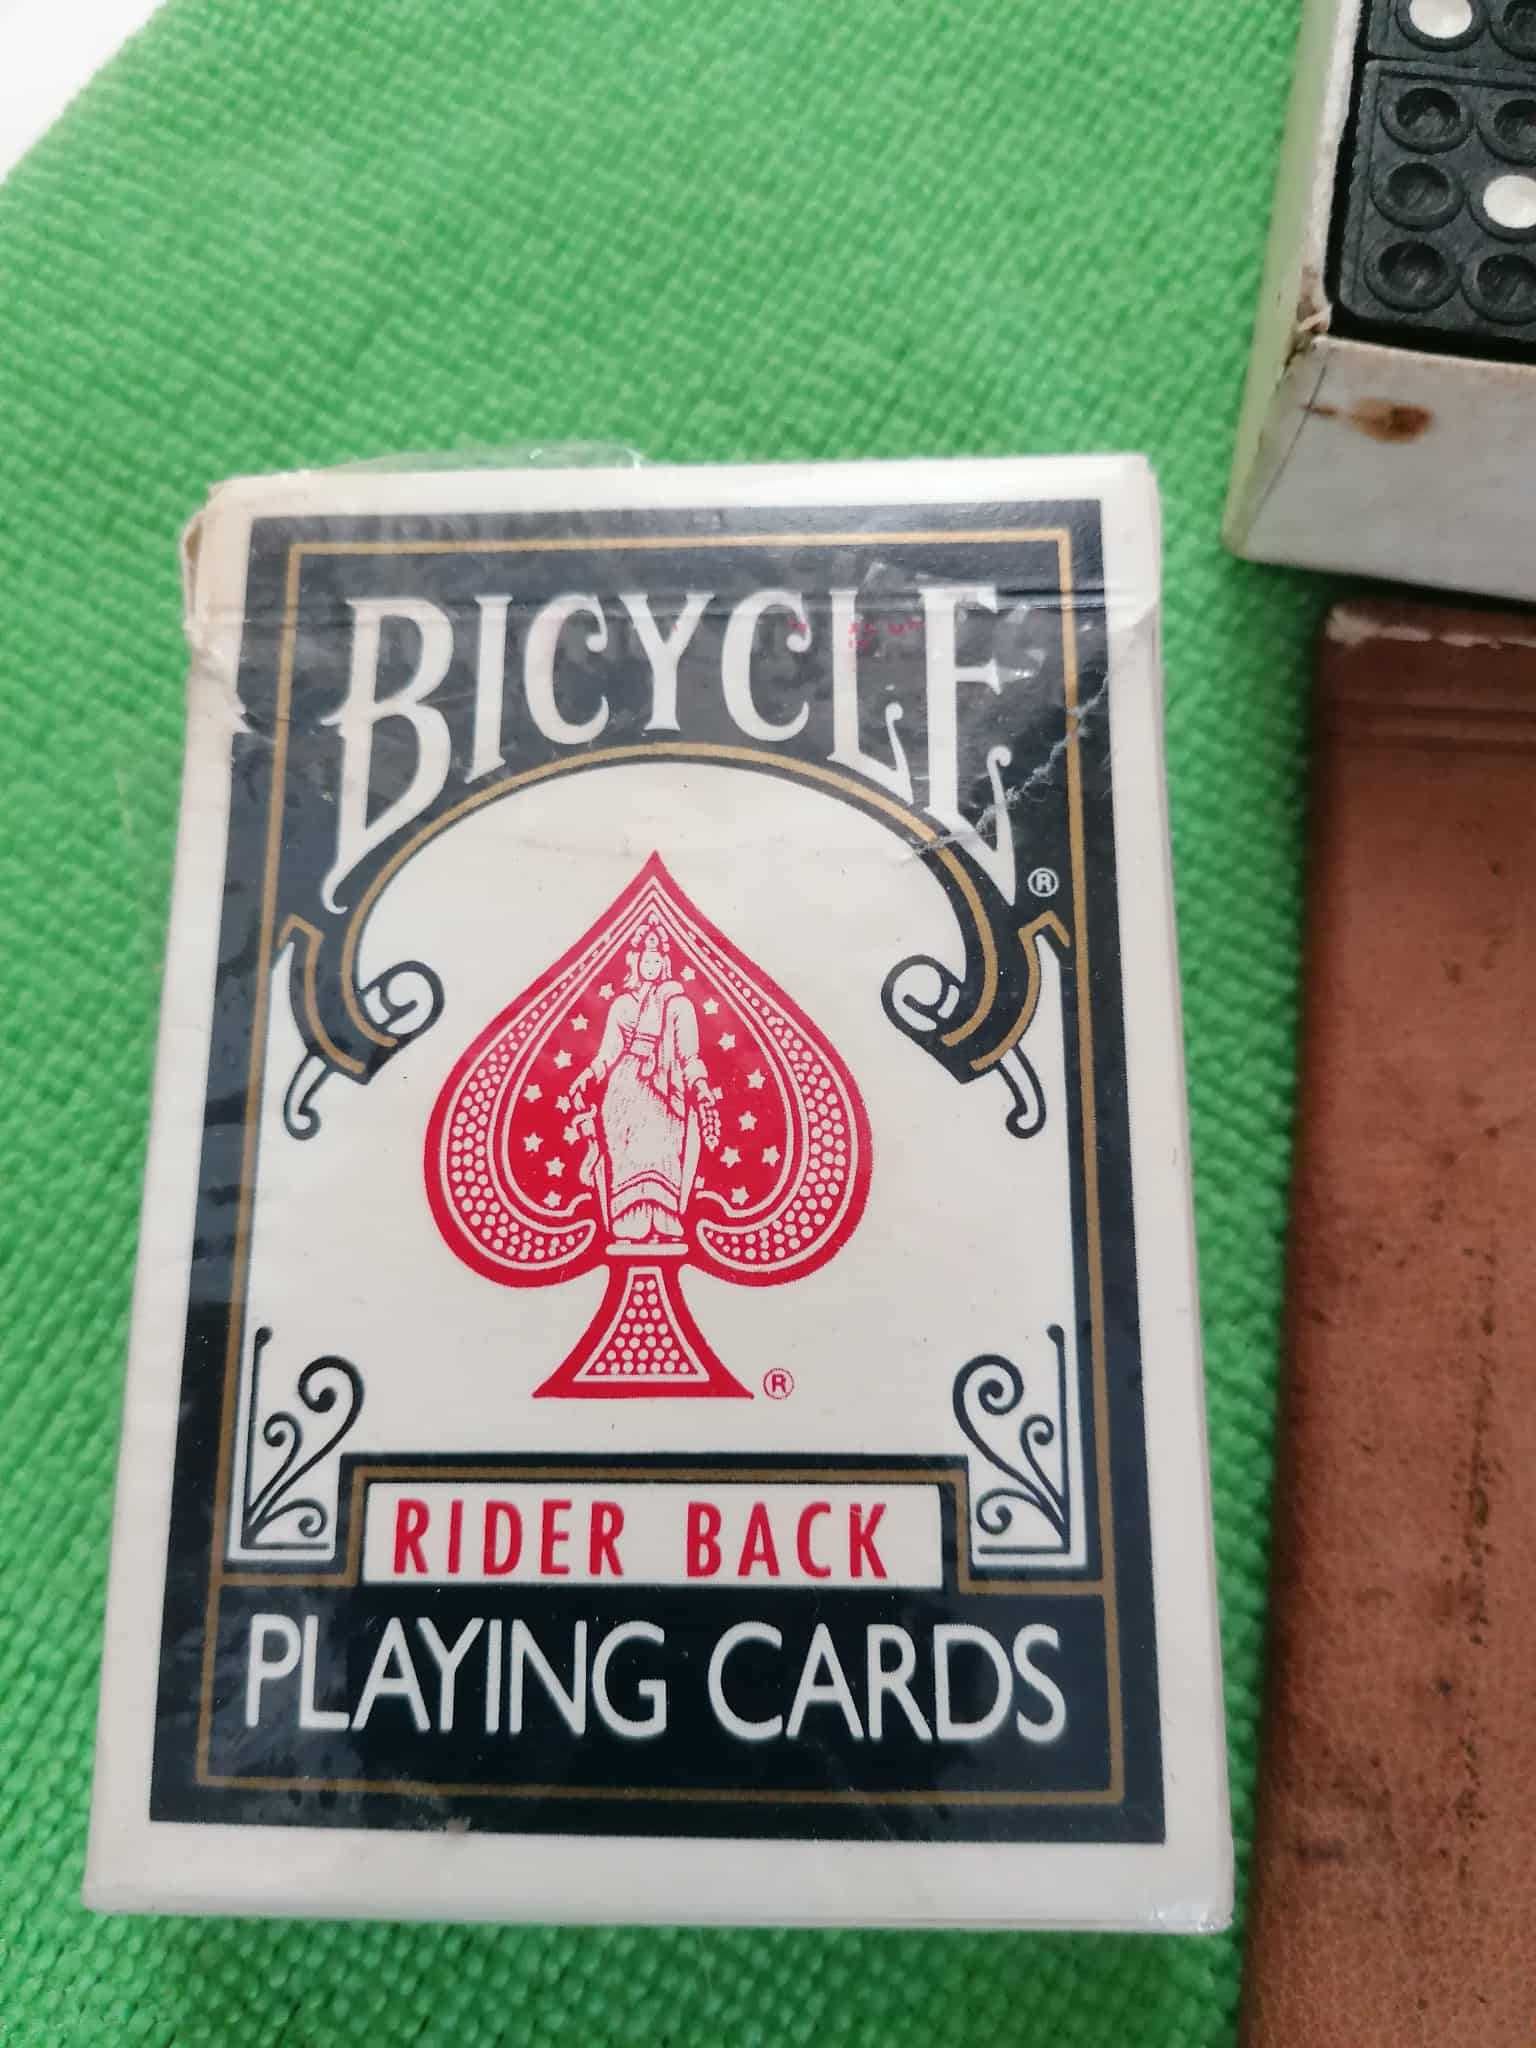 BICYCLE
®
®
RIDER BACK
PLAYING CARDS